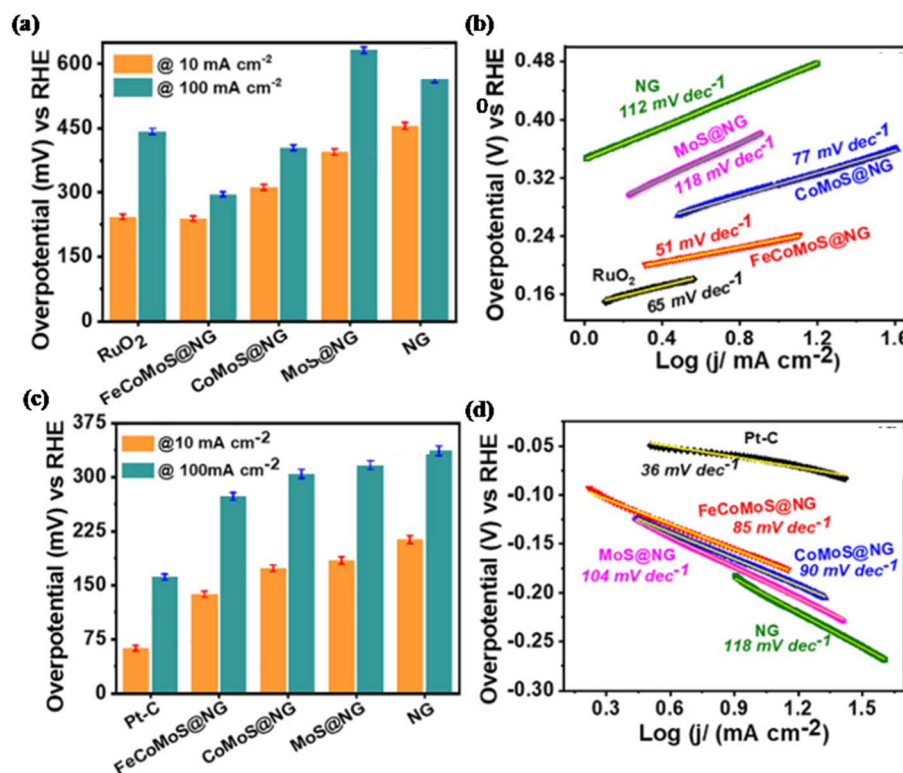 (a)
@ 10 mA cm-2
@ 100 mA cm-2
Overpotential (mV) vs RHE
600
450
300
150
0
RuO2
FeCoMoS@NG
CoMoS@NG
MoS@NG
NG
(b)
Overpotential (V) vs RHE
0
0.48
0.40
0.32
0.24
0.16
NG
112 mV dec-1
MoS@NG
118 mV dec-1
77 mV dec-1
CoMoS@NG
51 mV dec-1
FeCoMoS@NG
RuO2
65 mV dec-1
0.0
0.4
0.8
1.2
1.6
Log (j/ mA cm-2)
(c)
@10 mA cm-2
@ 100mA cm-2
Overpotential (mV) vs RHE
375
300
225
150
75
0
Pt-C
FeCoMoS@NG
CoMoS@NG
MoS@NG
NG
(d)
Overpotential (V) vs RHE
-0.05
-0.10
-0.15
-0.20
-0.25
-0.30
Pt-C
36 mV dec-1
FeCoMoS@NG
85 mV dec-1
CoMoS@NG
90 mV dec-1
MoS@NG
104 mV dec-1
NG
118 mV dec-1
0.3
0.6
0.9
1.2
1.5
Log (j/ (mA cm-2)